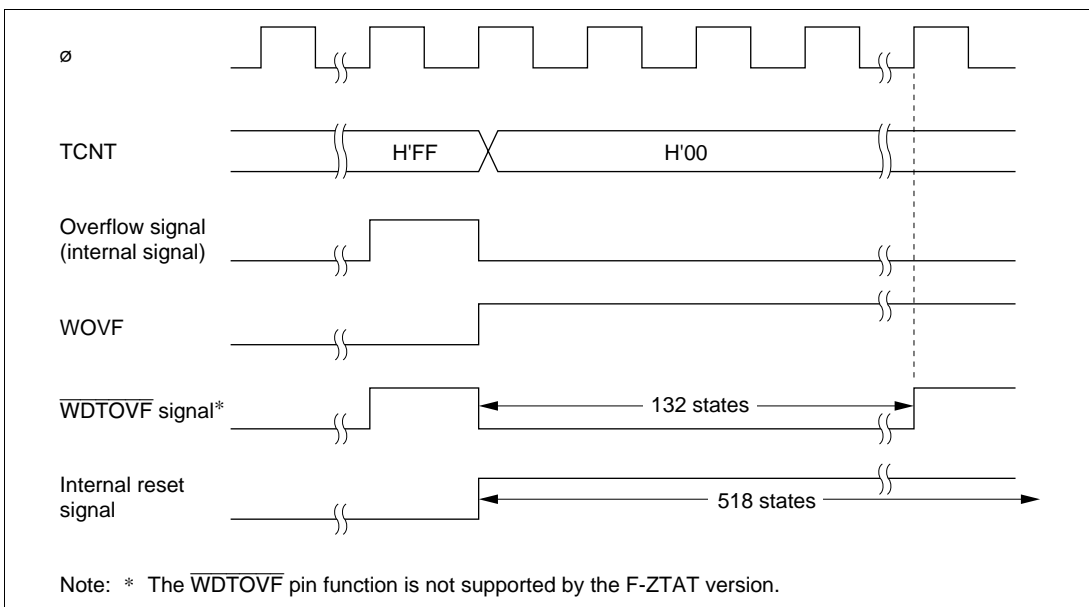 ø
TCNT
H'FF
H'00
Overflow signal
(internal signal)
WOVF
WDTOVF signal*
132 states
Internal reset
signal
518 states
Note: * The WDTOVF pin function is not supported by the F-ZTAT version.